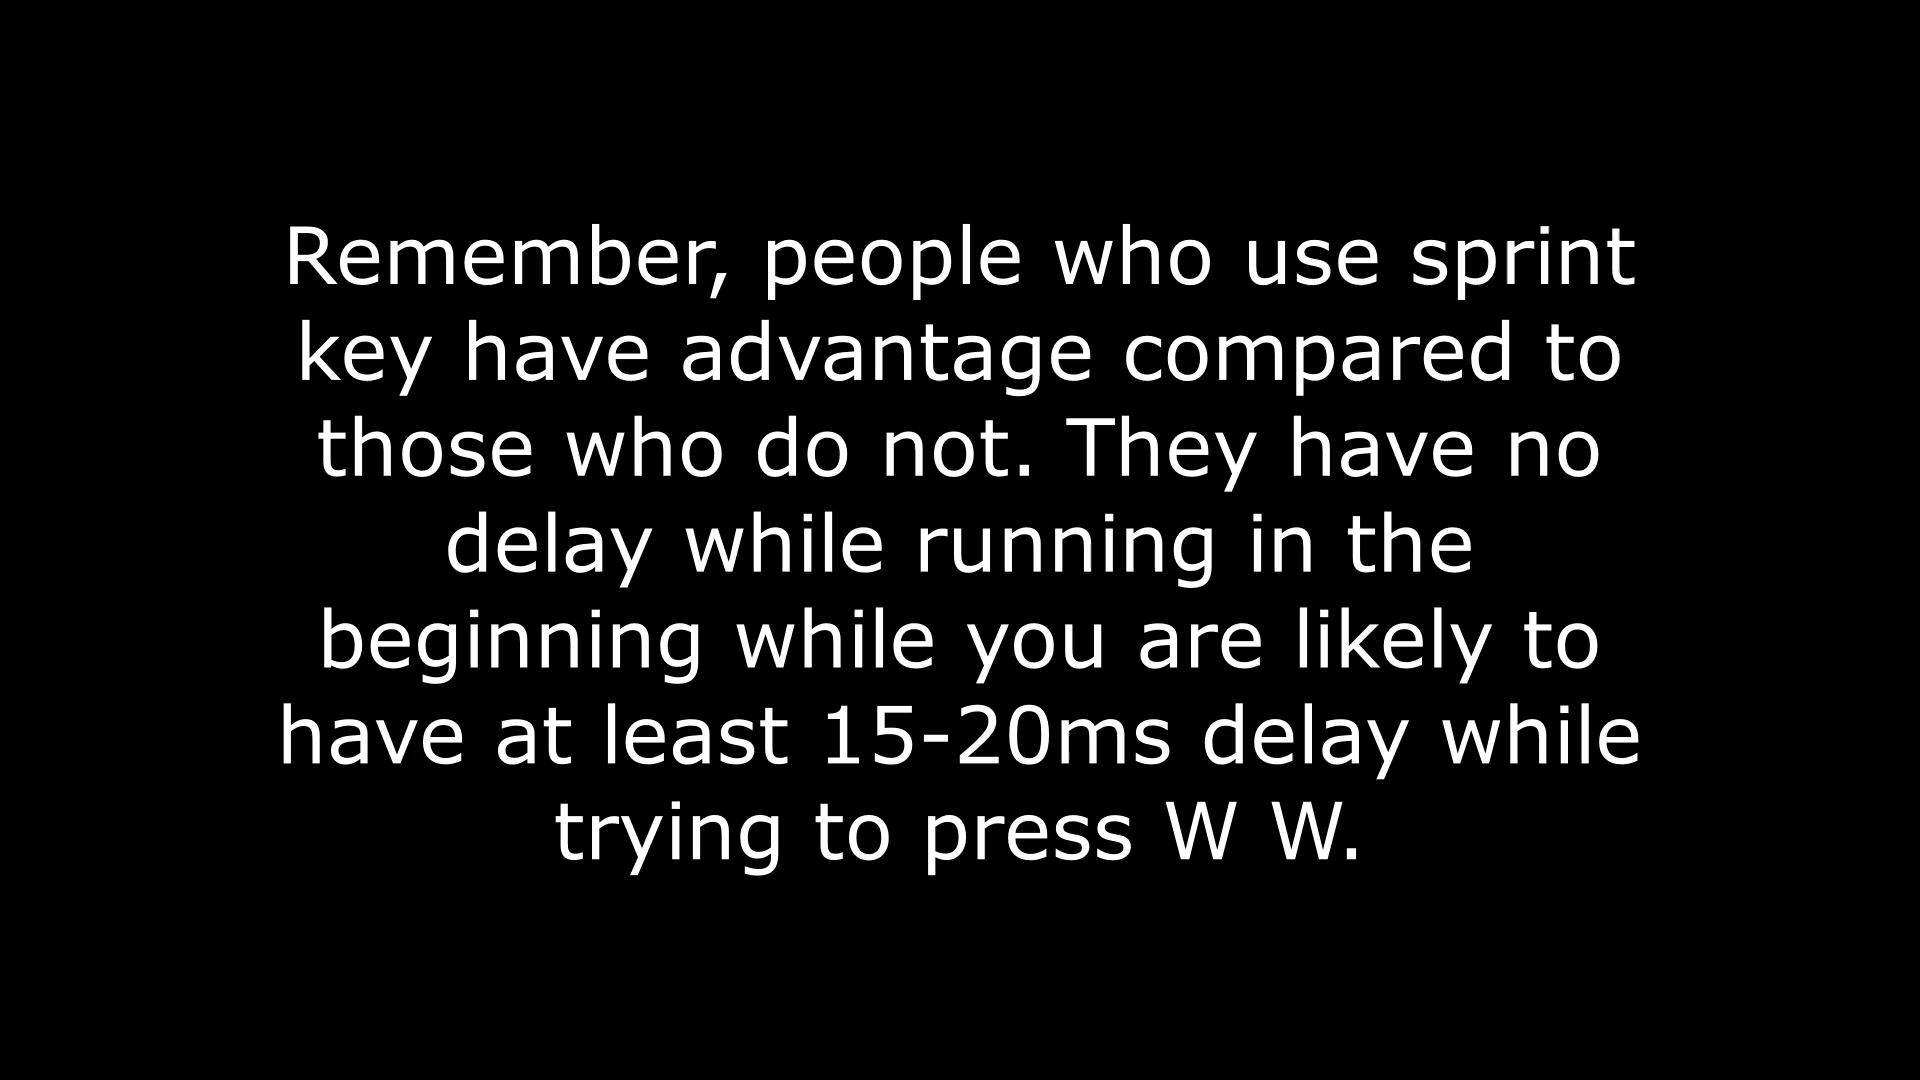 Remember, people who use sprint
key have advantage compared to
those who do not. They have no
delay while running in the
beginning while you are likely to
have at least 15-20ms delay while
trying to press W W.